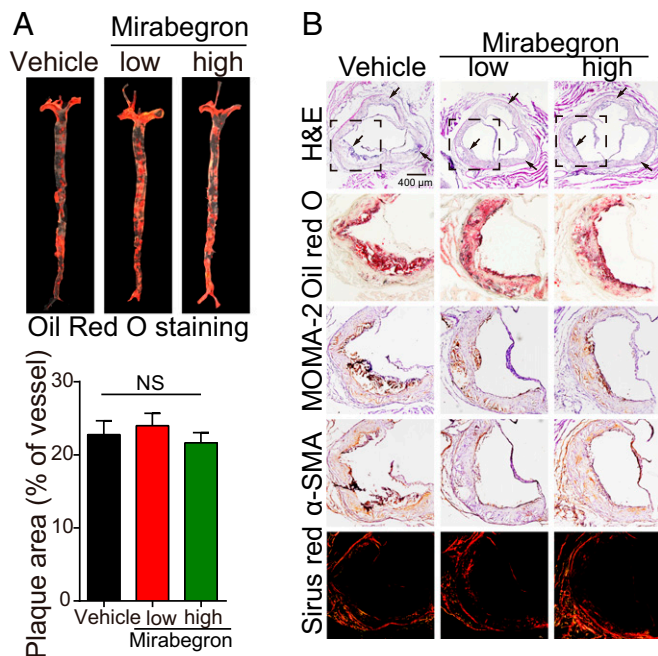 A
Mirabegron
Vehicle low high
Oil Red O staining
Plaque area (% of vessel)
30
20
10
0
NS
Vehicle low high
Mirabegron
B
Mirabegron
Vehicle low high
H&E
400 µm
Oil red O
MOMA-2
α-SMA
Sirus red